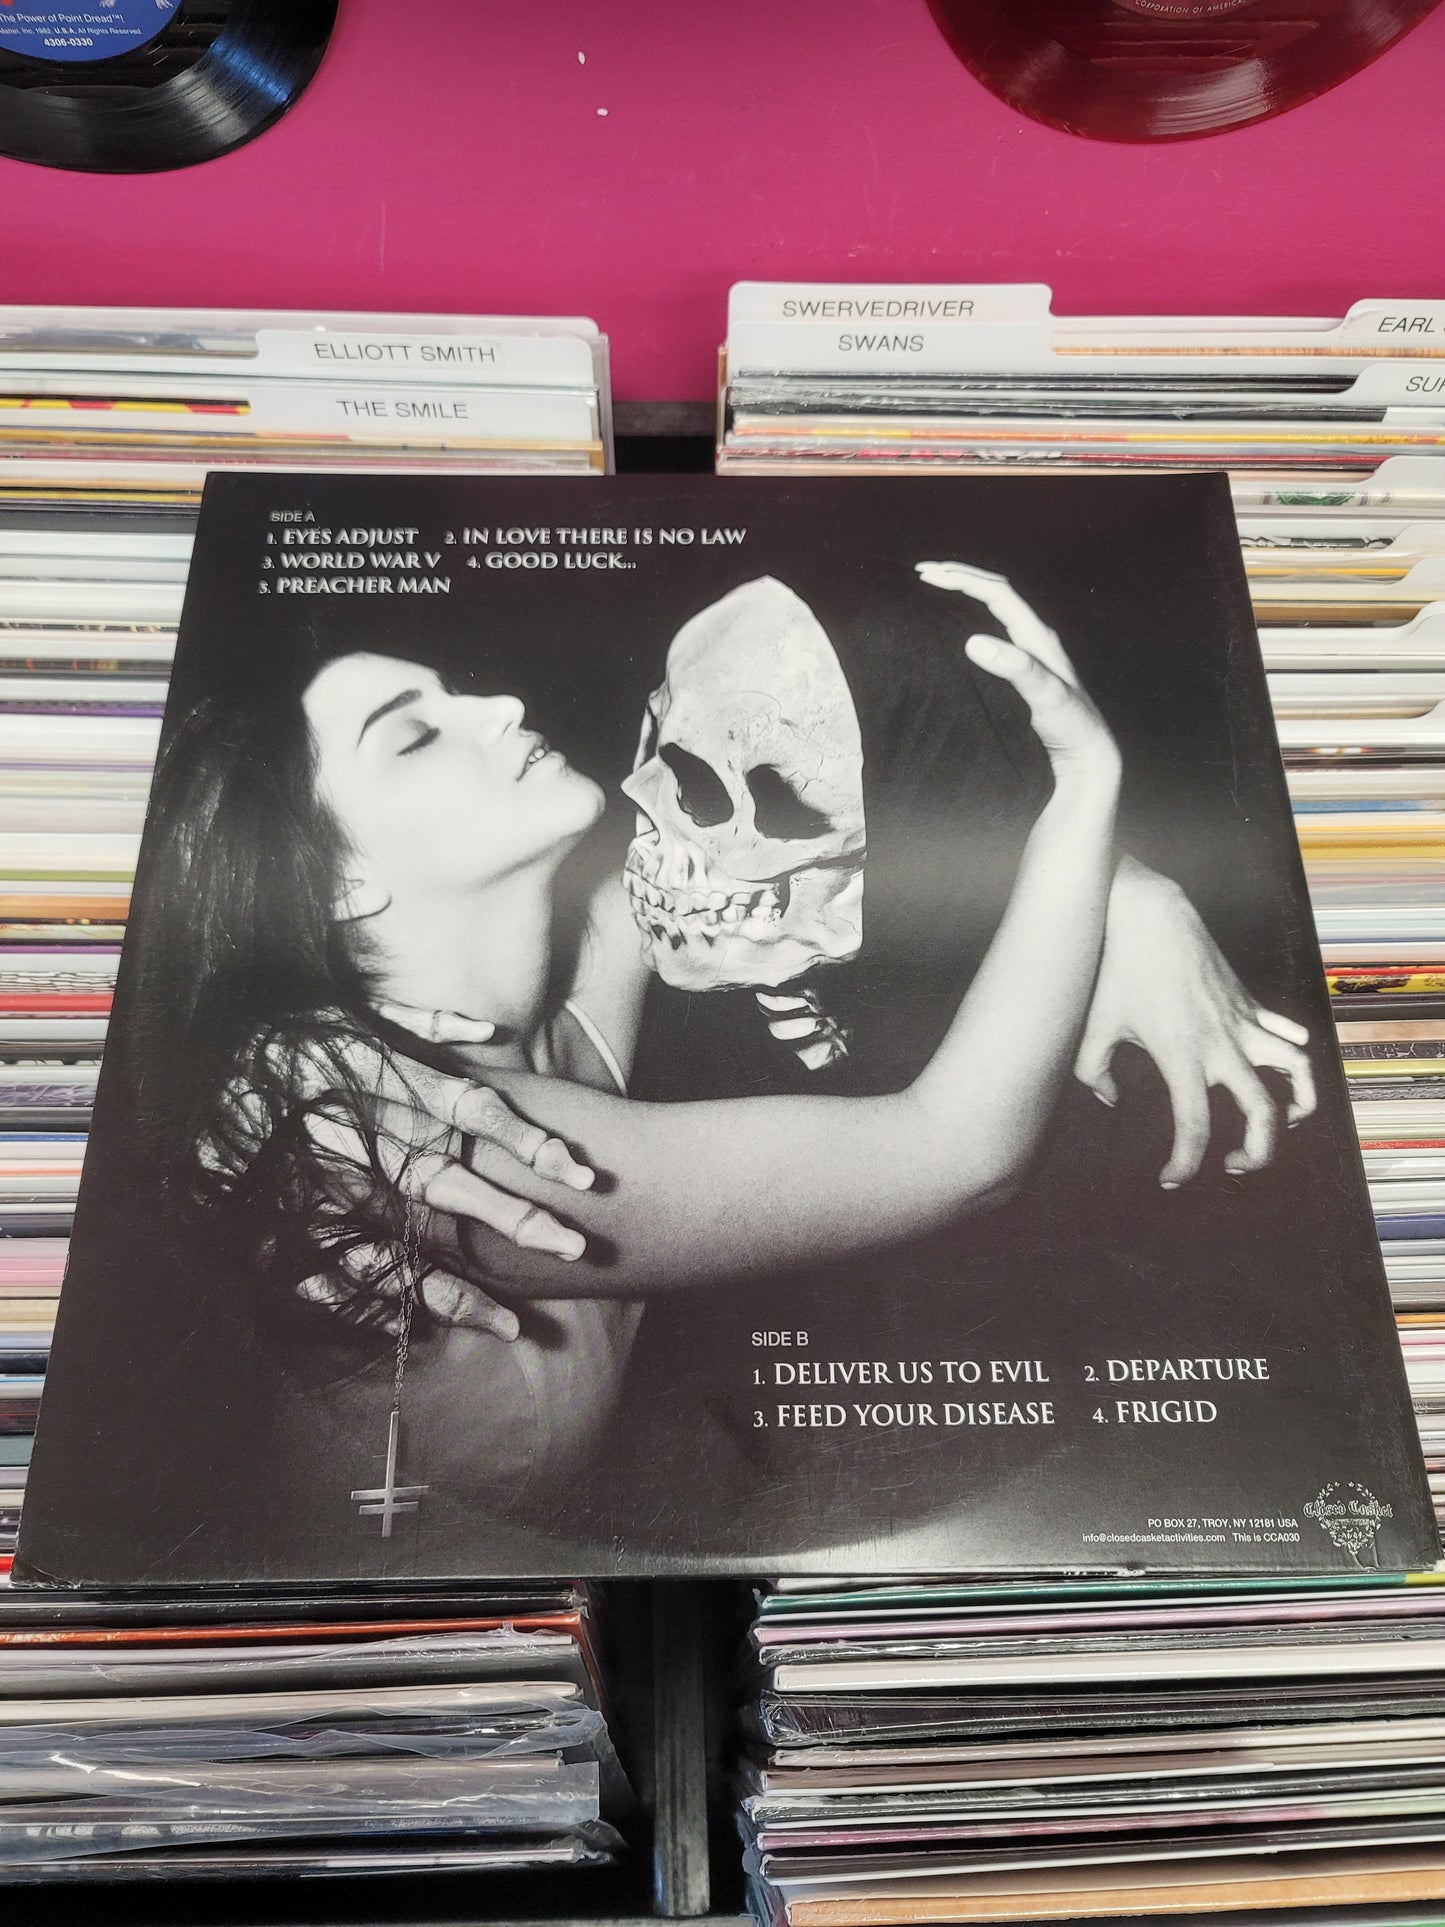 The Power of Point Dread™!
Mattel, Inc. 1982. U.S.A. All Rights Reserved.
4306-0330
CORPORATION OF AMERICA
SWERVEDRIVER
EARL
SWANS
ELLIOTT SMITH
THE SMILE
SIDE A
1. EYES ADJUST 2. IN LOVE THERE IS NO LAW
3. WORLD WAR V 4. GOOD LUCK...
5. PREACHER MAN
SIDE B
1. DELIVER US TO EVIL 2. DEPARTURE
3. FEED YOUR DISEASE 4. FRIGID
Closed Casket
PO BOX 27, TROY, NY 12181 USA
info@closedcasketactivities.com This is CCA030